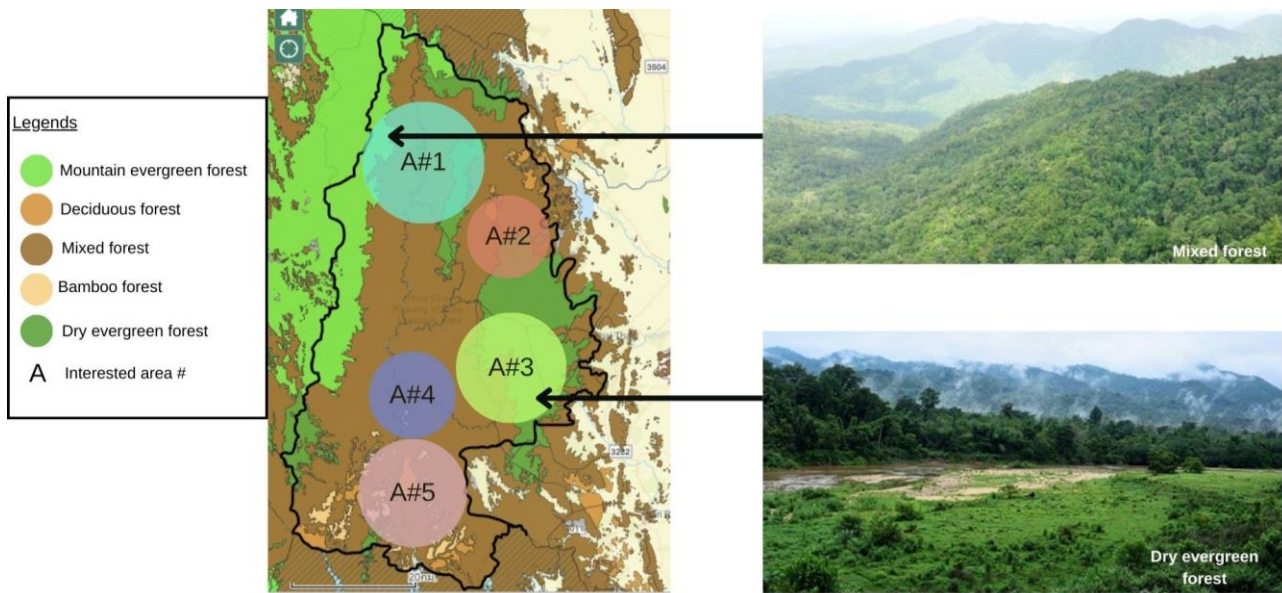 Legends
Mountain evergreen forest
Deciduous forest
Mixed forest
Bamboo forest
Dry evergreen forest
A Interested area #
3504
A#1
A#2
A#3
A#4
A#5
3282
Mixed forest
Dry evergreen
forest